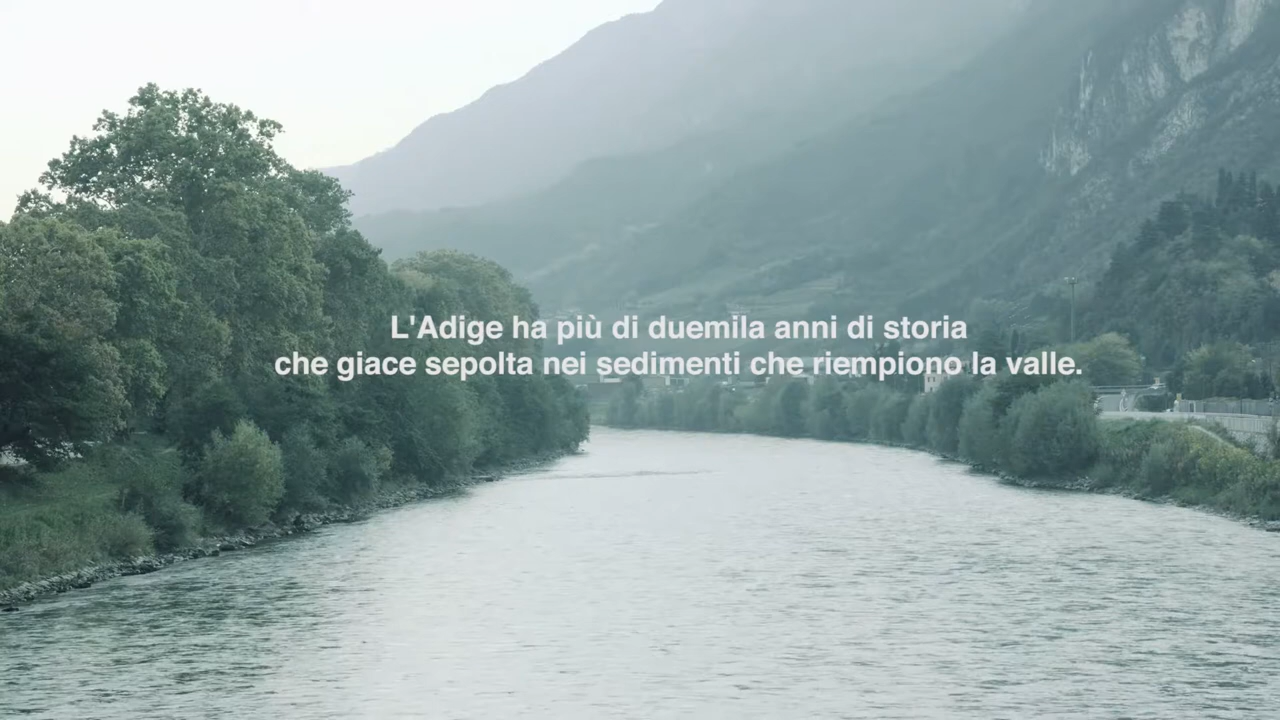 L'Adige ha più di duemila anni di storia
che giace sepolta nei sedimenti che riempiono la valle.